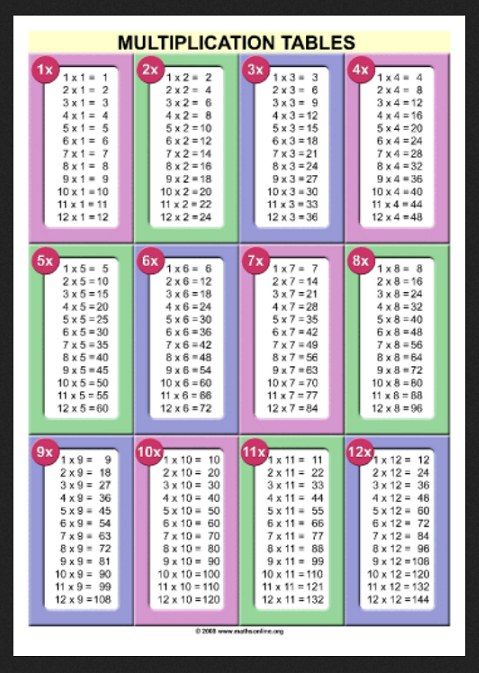 MULTIPLICATION TABLES
1x
1 x 1 = 1
2 x 1 = 2
3 x 1 = 3
4 x 1 = 4
5 x 1 = 5
6 x 1 = 6
7 x 1 = 7
8 x 1 = 8
9 x 1 = 9
10 x 1 = 10
11 x 1 = 11
12 x 1 = 12
2x
1 x 2 = 2
2 x 2 = 4
3 x 2 = 6
4 x 2 = 8
5 x 2 = 10
6 x 2 = 12
7 x 2 = 14
8 x 2 = 16
9 x 2 = 18
10 x 2 = 20
11 x 2 = 22
12 x 2 = 24
3x
1 x 3 = 3
2 x 3 = 6
3 x 3 = 9
4 x 3 = 12
5 x 3 = 15
6 x 3 = 18
7 x 3 = 21
8 x 3 = 24
9 x 3 = 27
10 x 3 = 30
11 x 3 = 33
12 x 3 = 36
4x
1 x 4 = 4
2 x 4 = 8
3 x 4 = 12
4 x 4 = 16
5 x 4 = 20
6 x 4 = 24
7 x 4 = 28
8 x 4 = 32
9 x 4 = 36
10 x 4 = 40
11 x 4 = 44
12 x 4 = 48
5x
1 x 5 = 5
2 x 5 = 10
3 x 5 = 15
4 x 5 = 20
5 x 5 = 25
6 x 5 = 30
7 x 5 = 35
8 x 5 = 40
9 x 5 = 45
10 x 5 = 50
11 x 5 = 55
12 x 5 = 60
6x
1 x 6 = 6
2 x 6 = 12
3 x 6 = 18
4 x 6 = 24
5 x 6 = 30
6 x 6 = 36
7 x 6 = 42
8 x 6 = 48
9 x 6 = 54
10 x 6 = 60
11 x 6 = 66
12 x 6 = 72
7x
1 x 7 = 7
2 x 7 = 14
3 x 7 = 21
4 x 7 = 28
5 x 7 = 35
6 x 7 = 42
7 x 7 = 49
8 x 7 = 56
9 x 7 = 63
10 x 7 = 70
11 x 7 = 77
12 x 7 = 84
8x
1 x 8 = 8
2 x 8 = 16
3 x 8 = 24
4 x 8 = 32
5 x 8 = 40
6 x 8 = 48
7 x 8 = 56
8 x 8 = 64
9 x 8 = 72
10 x 8 = 80
11 x 8 = 88
12 x 8 = 96
9x
1 x 9 = 9
2 x 9 = 18
3 x 9 = 27
4 x 9 = 36
5 x 9 = 45
6 x 9 = 54
7 x 9 = 63
8 x 9 = 72
9 x 9 = 81
10 x 9 = 90
11 x 9 = 99
12 x 9 = 108
10x
1 x 10 = 10
2 x 10 = 20
3 x 10 = 30
4 x 10 = 40
5 x 10 = 50
6 x 10 = 60
7 x 10 = 70
8 x 10 = 80
9 x 10 = 90
10 x 10 = 100
11 x 10 = 110
12 x 10 = 120
11x
1 x 11 = 11
2 x 11 = 22
3 x 11 = 33
4 x 11 = 44
5 x 11 = 55
6 x 11 = 66
7 x 11 = 77
8 x 11 = 88
9 x 11 = 99
10 x 11 = 110
11 x 11 = 121
12 x 11 = 132
12x
1 x 12 = 12
2 x 12 = 24
3 x 12 = 36
4 x 12 = 48
5 x 12 = 60
6 x 12 = 72
7 x 12 = 84
8 x 12 = 96
9 x 12 = 108
10 x 12 = 120
11 x 12 = 132
12 x 12 = 144
© 2008 www.mathsonline.org